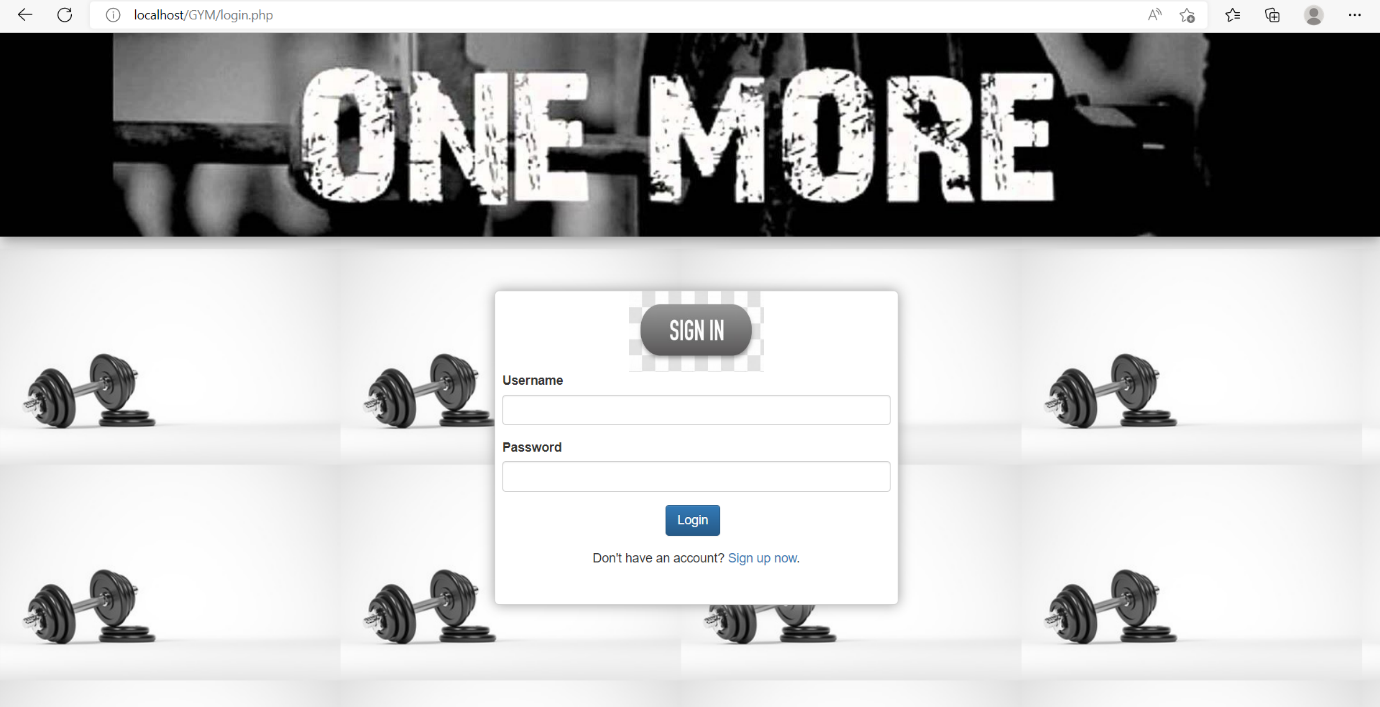 localhost/GYM/login.php
ONE MORE
SIGN IN
Username
Password
Login
Don't have an account? Sign up now.